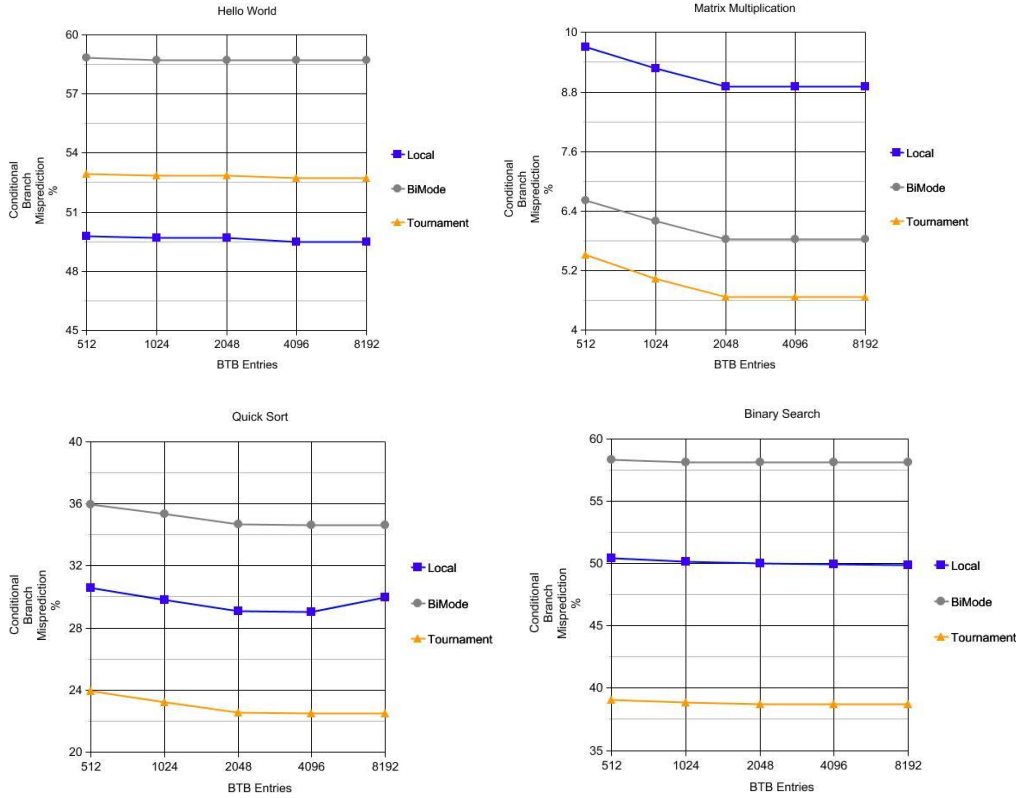 Hello World
60
57
54
51
48
45
Conditional
Branch
Misprediction
%
512 1024 2048 4096 8192
BTB Entries
Local
BiMode
Tournament
Matrix Multiplication
10
8.8
7.6
6.4
5.2
4
Conditional
Branch
Misprediction
%
512 1024 2048 4096 8192
BTB Entries
Local
BiMode
Tournament
Quick Sort
40
36
32
28
24
20
Conditional
Branch
Misprediction
%
512 1024 2048 4096 8192
BTB Entries
Local
BiMode
Tournament
Binary Search
60
55
50
45
40
35
Conditional
Branch
Misprediction
%
512 1024 2048 4096 8192
BTB Entries
Local
BiMode
Tournament